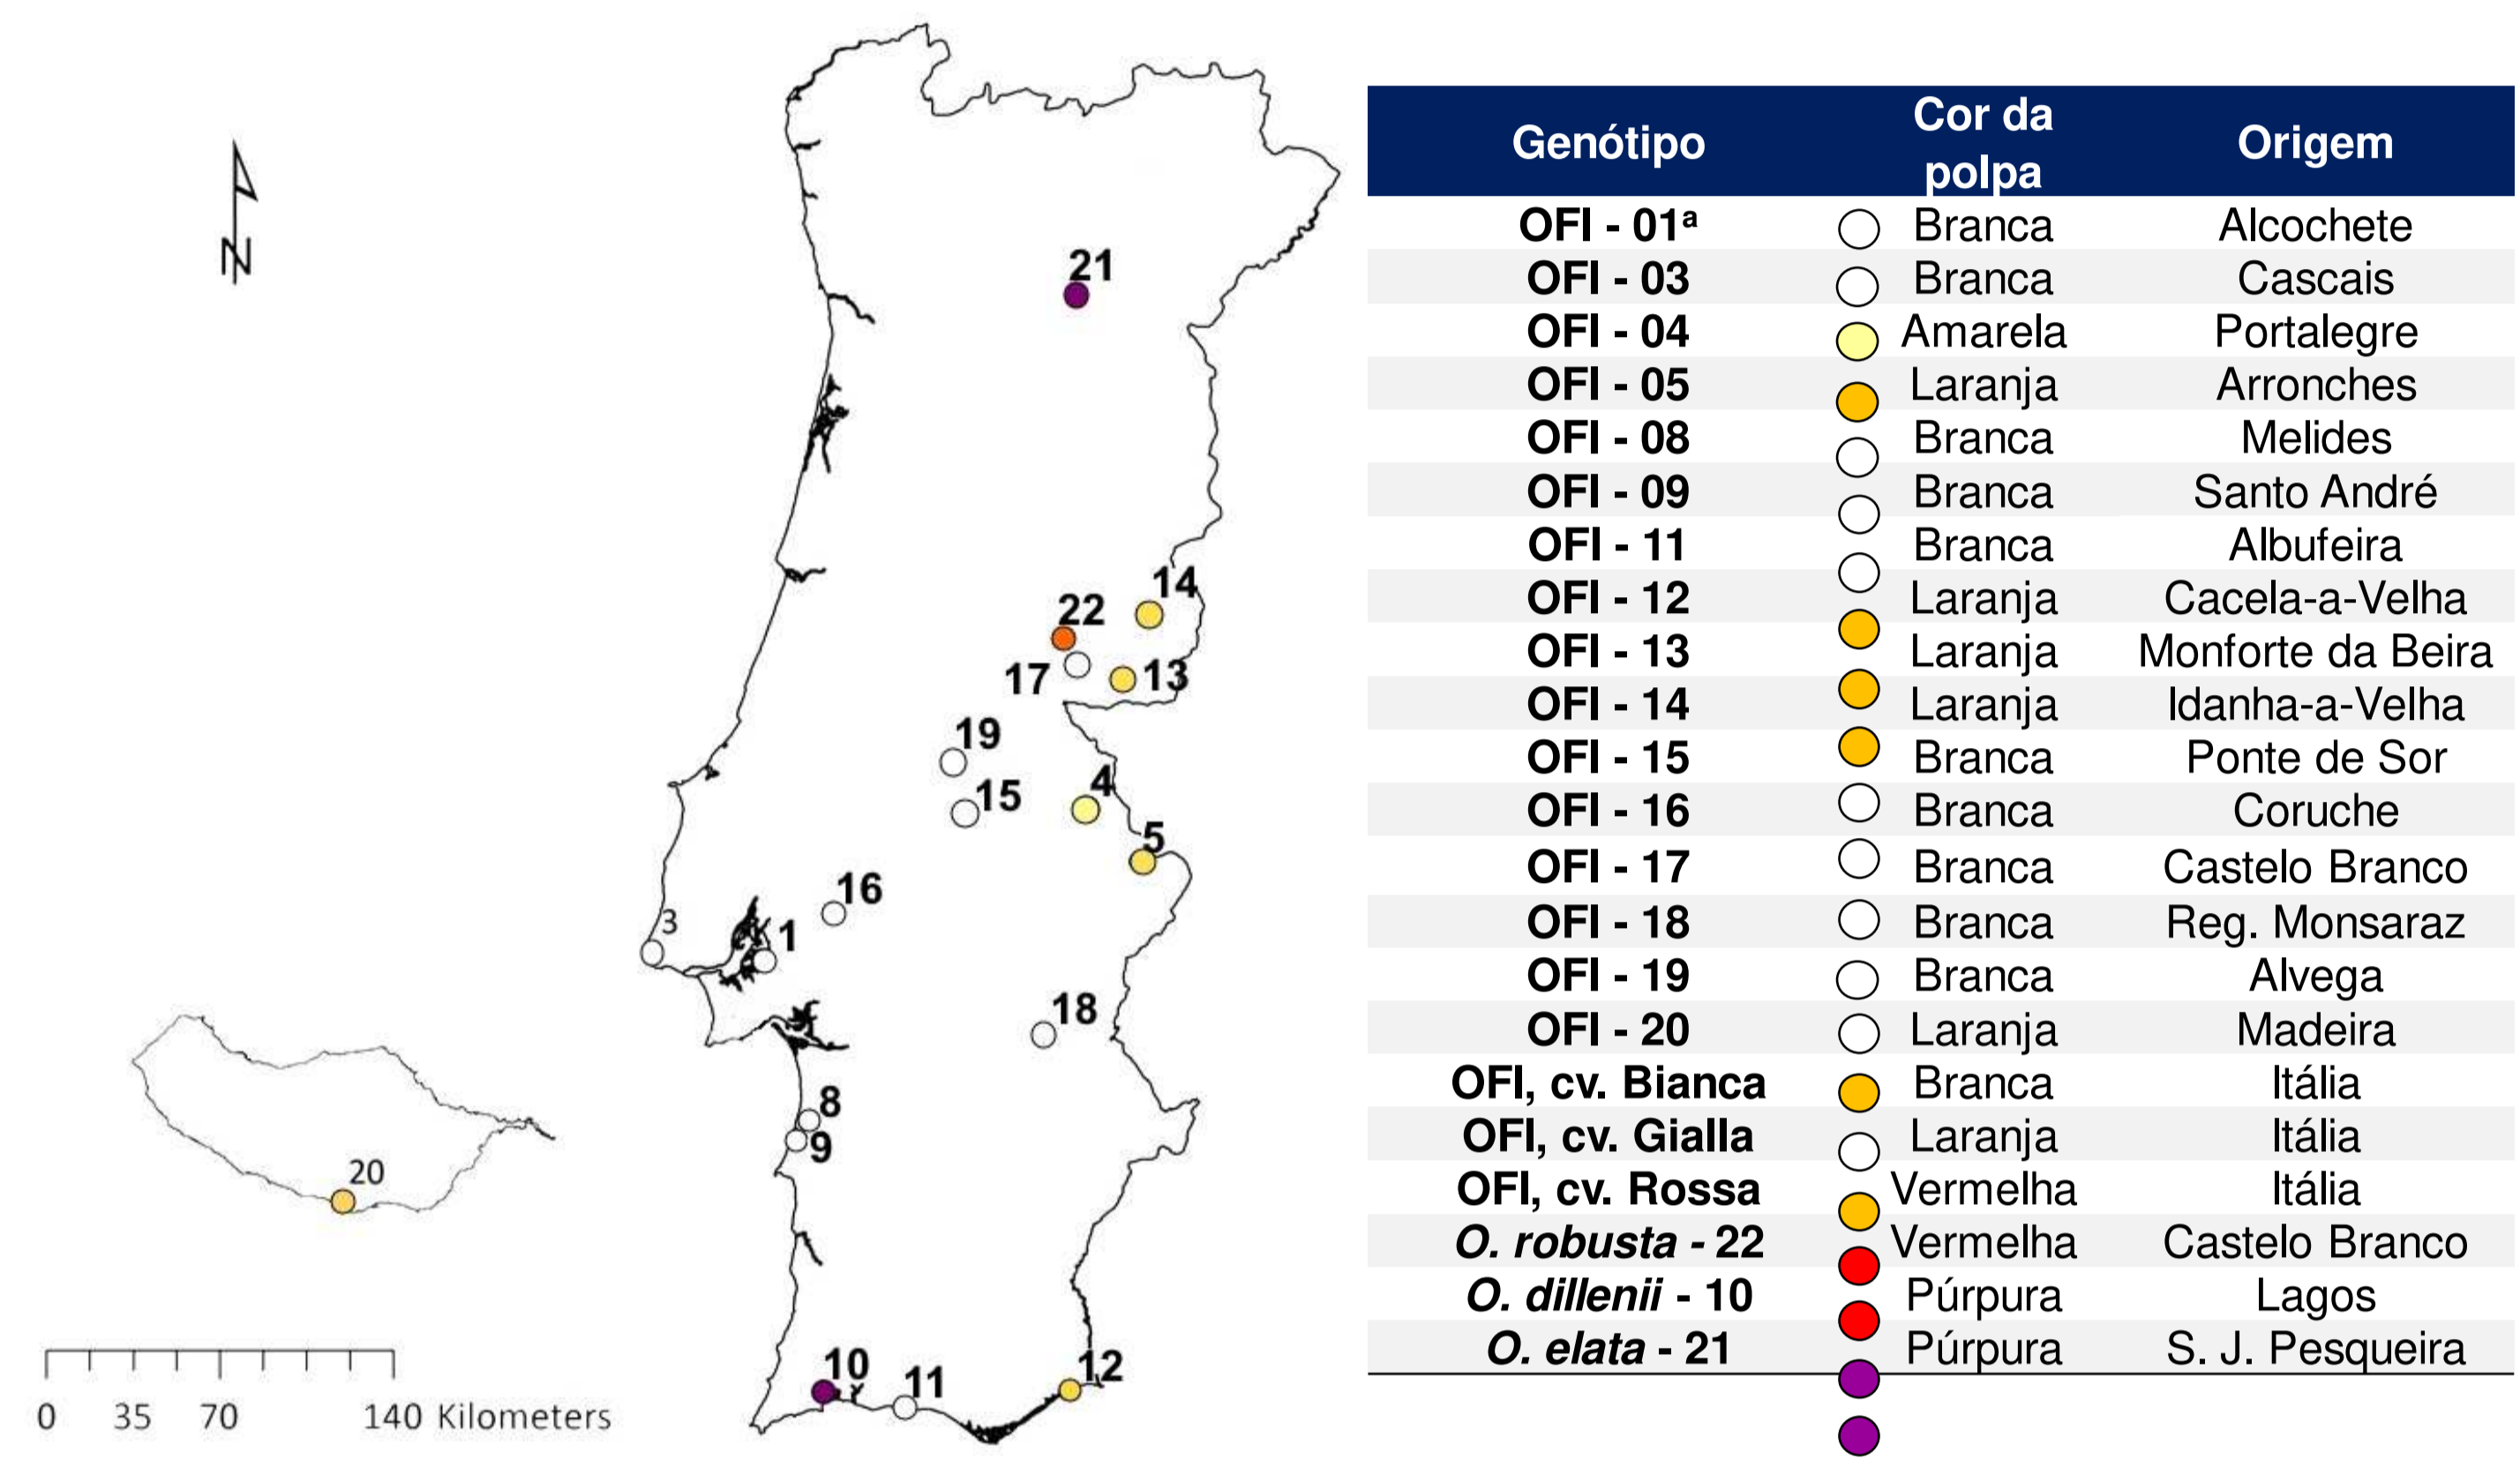 N
21
14
22
17
13
19
15
4
5
16
3
1
18
8
9
20
10
11
12
0 35 70 140 Kilometers
Genótipo Cor da polpa Origem
OFI - 01ª Branca Alcochete
OFI - 03 Branca Cascais
OFI - 04 Amarela Portalegre
OFI - 05 Laranja Arronches
OFI - 08 Branca Melides
OFI - 09 Branca Santo André
OFI - 11 Branca Albufeira
OFI - 12 Laranja Cacela-a-Velha
OFI - 13 Laranja Monforte da Beira
OFI - 14 Laranja Idanha-a-Velha
OFI - 15 Branca Ponte de Sor
OFI - 16 Branca Coruche
OFI - 17 Branca Castelo Branco
OFI - 18 Branca Reg. Monsaraz
OFI - 19 Branca Alvega
OFI - 20 Laranja Madeira
OFI, cv. Bianca Branca Itália
OFI, cv. Gialla Laranja Itália
OFI, cv. Rossa Vermelha Itália
O. robusta - 22 Vermelha Castelo Branco
O. dillenii - 10 Púrpura Lagos
O. elata - 21 Púrpura S. J. Pesqueira